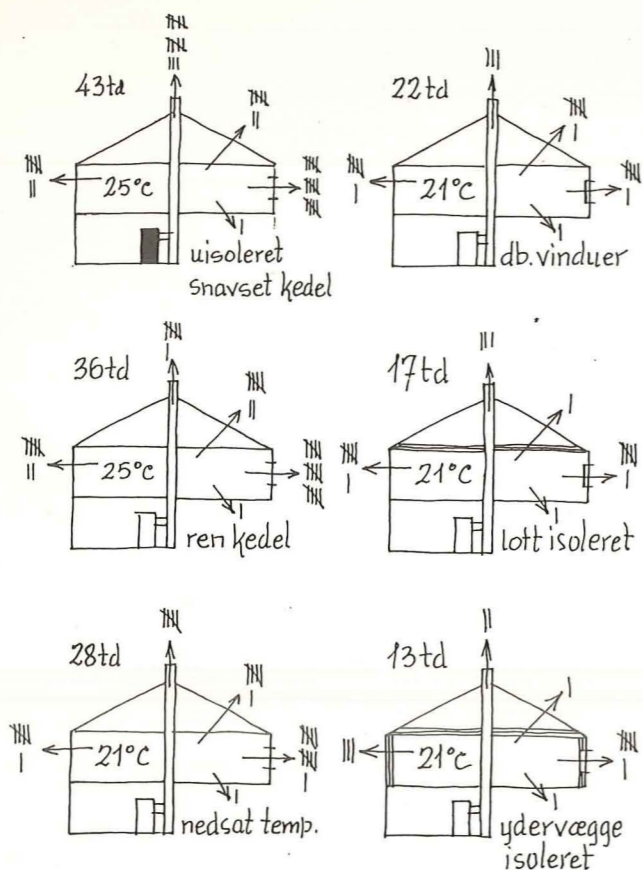 43td
25°C
uisoleret
snavset kedel
22td
21°C
db.vinduer
36td
25°C
ren kedel
17td
21°C
loft isoleret
28td
21°C
nedsat temp.
13td
21°C
ydervægge
isoleret